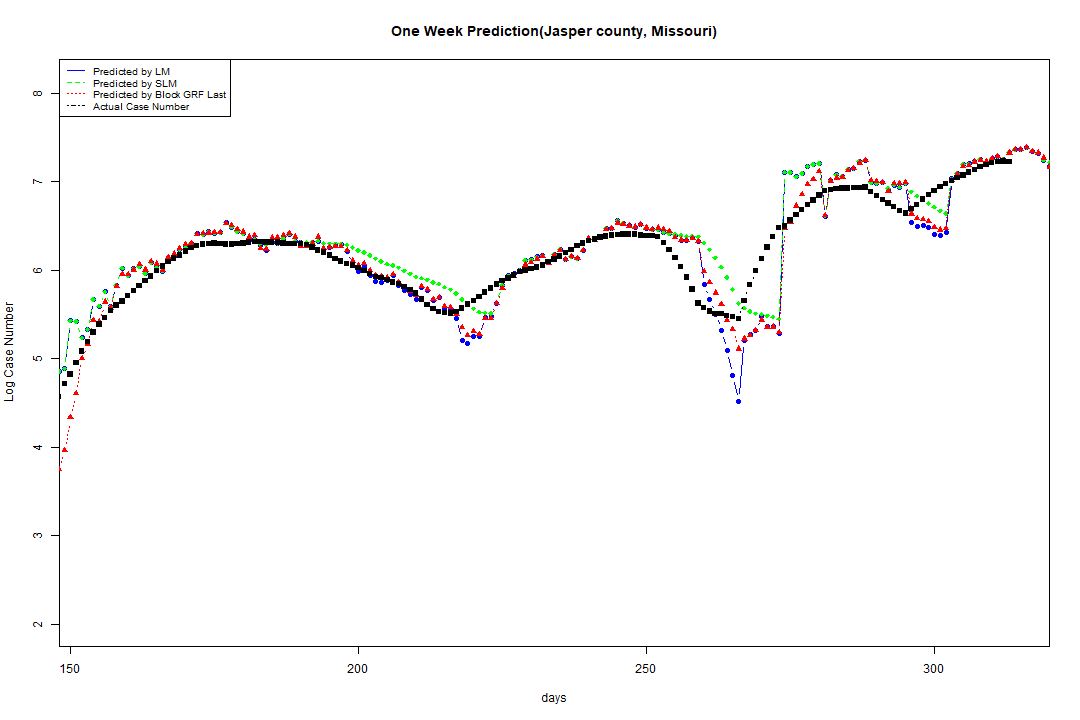 One Week Prediction(Jasper county, Missouri)
Predicted by LM
Predicted by SLM
Predicted by Block GRF Last
Actual Case Number
8
7
6
5
4
3
2
Log Case Number
150 200 250 300
days